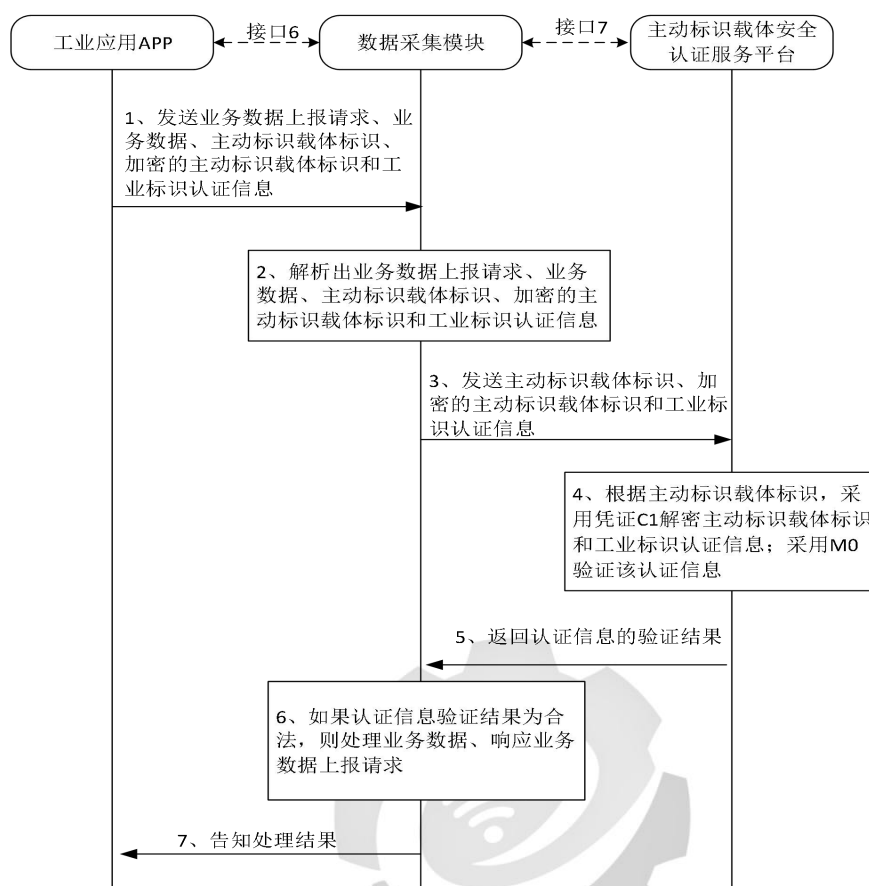 工业应用APP
接口6
数据采集模块
接口7
主动标识载体安全
认证服务平台
1、发送业务数据上报请求、业
务数据、主动标识载体标识、
加密的主动标识载体标识和工
业标识认证信息
2、解析出业务数据上报请求、业务
数据、主动标识载体标识、加密的主
动标识载体标识和工业标识认证信息
3、发送主动标识载体标识、加
密的主动标识载体标识和工业标
识认证信息
4、根据主动标识载体标识，采
用凭证C1解密主动标识载体标识
和工业标识认证信息；采用M0
验证该认证信息
5、返回认证信息的验证结果
6、如果认证信息验证结果为合
法，则处理业务数据、响应业务
数据上报请求
7、告知处理结果